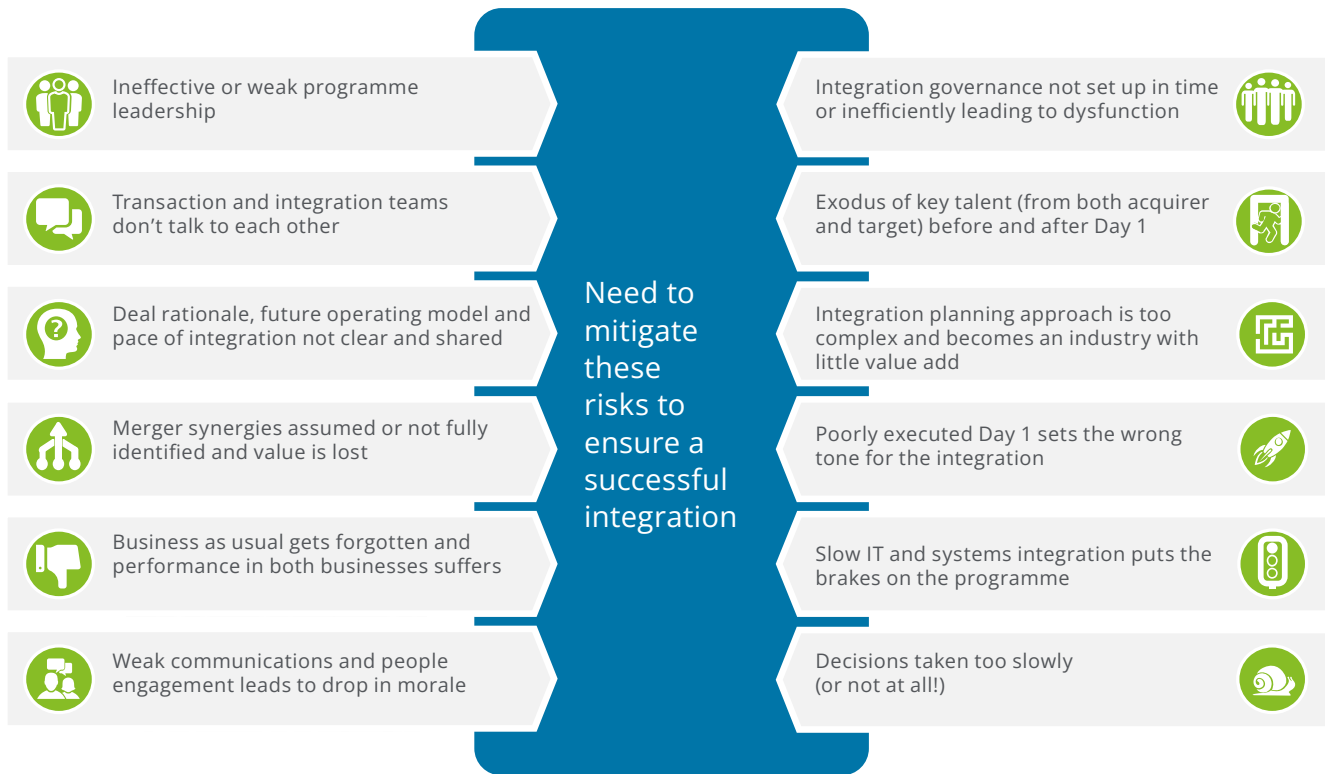 Ineffective or weak programme
leadership
Transaction and integration teams
don’t talk to each other
Deal rationale, future operating model and
pace of integration not clear and shared
Merger synergies assumed or not fully
identified and value is lost
Business as usual gets forgotten and
performance in both businesses suffers
Weak communications and people
engagement leads to drop in morale
Need to
mitigate
these
risks to
ensure a
successful
integration
Integration governance not set up in time
or inefficiently leading to dysfunction
Exodus of key talent (from both acquirer
and target) before and after Day 1
Integration planning approach is too
complex and becomes an industry with
little value add
Poorly executed Day 1 sets the wrong
tone for the integration
Slow IT and systems integration puts the
brakes on the programme
Decisions taken too slowly
(or not at all!)
?